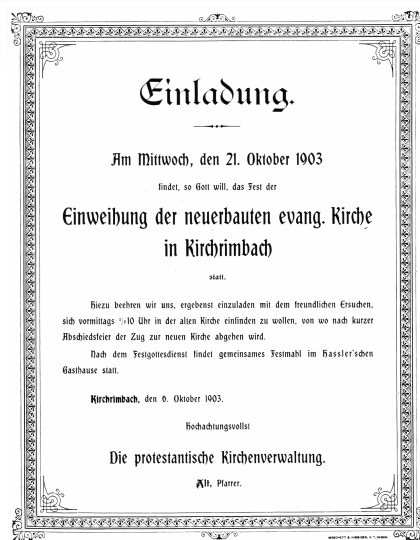 Einladung.
Am Mittwoch, den 21. Oktober 1903
findet, so Gott will, das Fest der
Einweihung der neuerbauten evang. Kirche
in Kirchrimbach
statt.
Hiezu beehren wir uns, ergebenst einzuladen mit dem freundlichen Ersuchen,
sich vormittags 10 Uhr in der alten Kirche einfinden zu wollen, von wo nach kurzer
Abschiedsfeier der Zug zur neuen Kirche abgehen wird.
Nach dem Festgottesdienst findet gemeinsames Festmahl im Hassler'schen
Gasthause statt.
Kirchrimbach, den 6. Oktober 1903.
Hochachtungsvollst
Die protestantische Kirchenverwaltung.
Alt, Pfarrer.